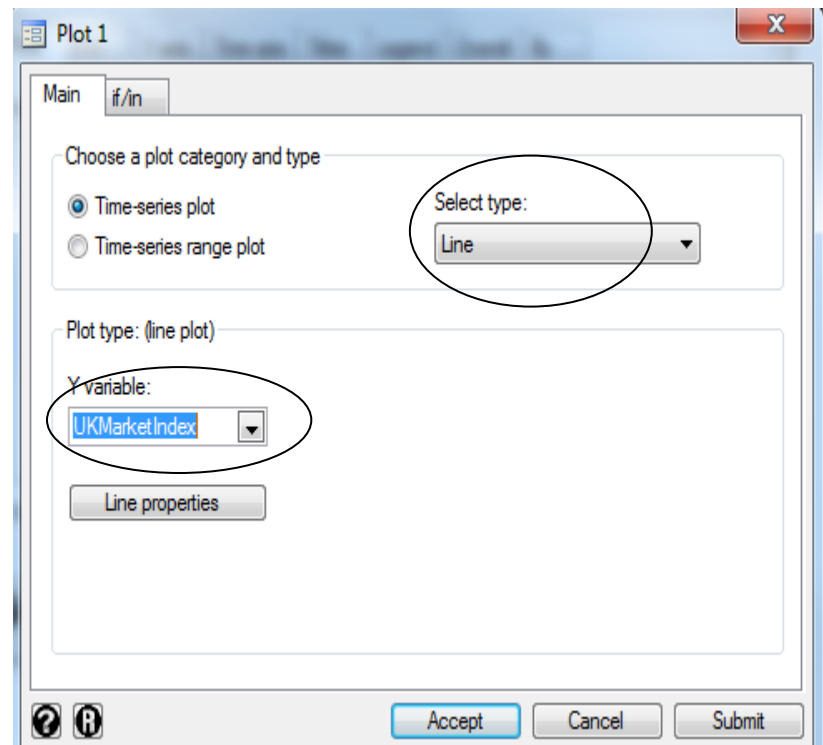 Plot 1
X
Main
if/in
Choose a plot category and type
Time-series plot
Time-series range plot
Select type:
Line
Plot type: (line plot)
Y variable:
UKMarketIndex
Line properties
? R
Accept
Cancel
Submit